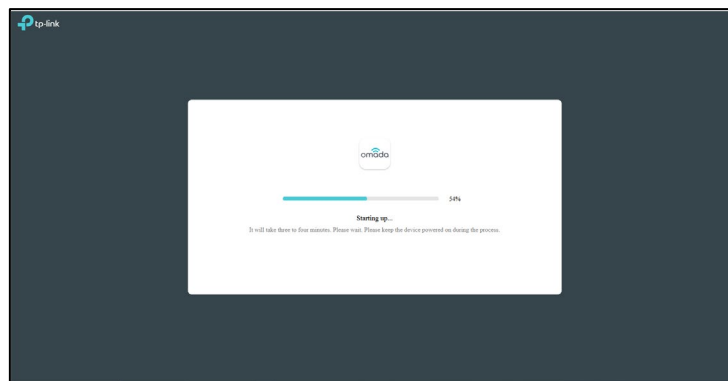 tp-link
omada
54%
Starting up...
It will take three to four minutes. Please wait. Please keep the device powered on during the process.